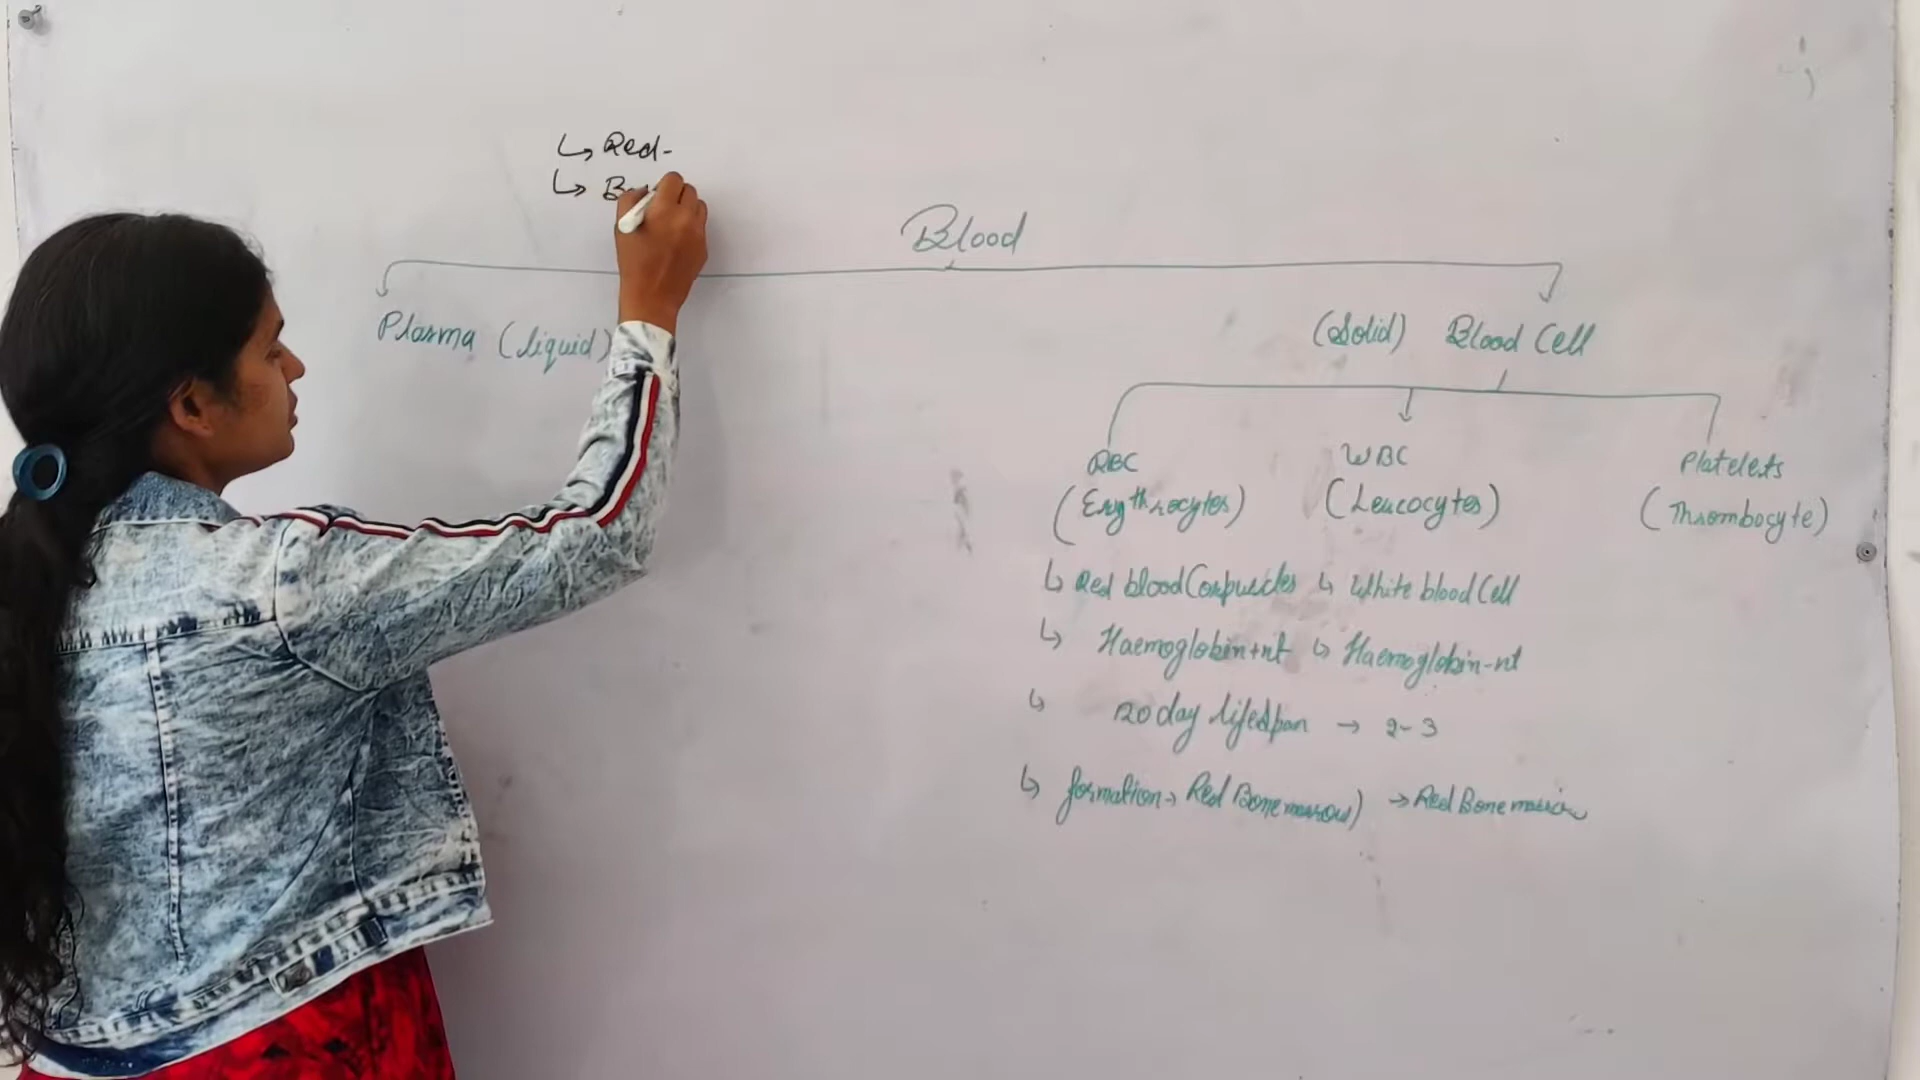 ↳ Red-
↳
Blood
Plasma (liquid)
(Solid) Blood Cell
RBC WBC Platelets
(Erythrocytes) (Leucocytes) (Thrombocyte)
↳ Red blood Corpuscles ↳ White blood Cell
↳ Haemoglobin+nt ↳ Haemoglobin-nt
↳ 120 day lifespan → 2-3
↳ formation→ Red Bone marrow) → Red Bone